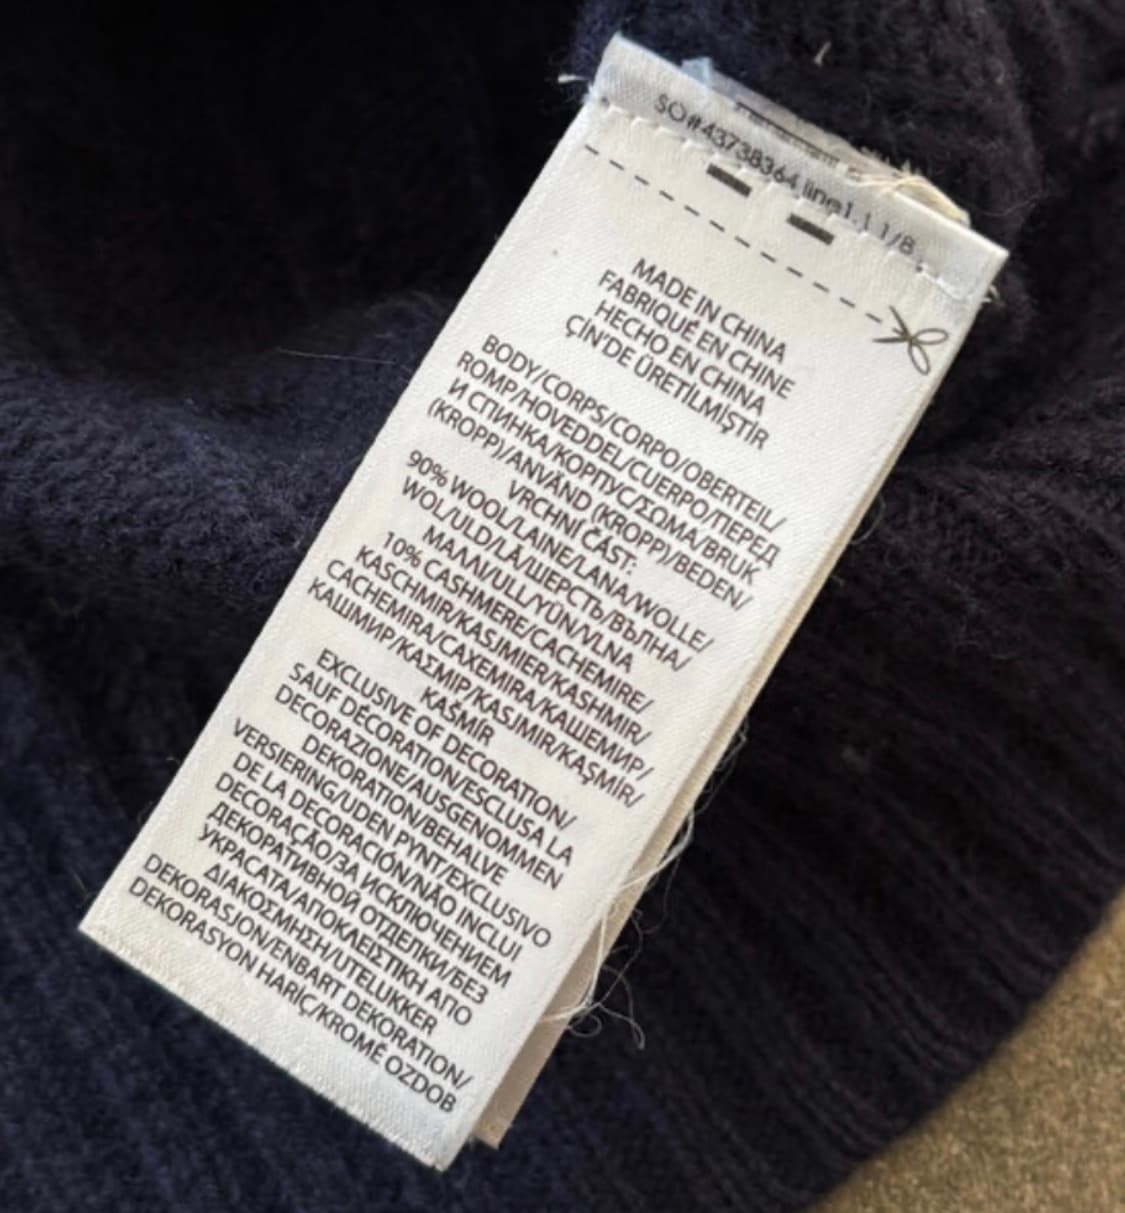 SO#43738364 line1.1 1/8
MADE IN CHINA
FABRIQUÉ EN CHINE
HECHO EN CHINA
ÇİN'DE ÜRETİLMİŞTİR
BODY/CORPS/CORPO/OBERTEIL/
ROMP/HOVEDDEL/CUERPO/ПЕРЕД
И СПИНКА/КОРПУС/ΣΩΜΑ/BRUK
(KROPP)/ANVÄND (KROPP)/BEDEN/
VRCHNÍ ČÁST:
90% WOOL/LAINE/LANA/WOLLE/
WOL/ULD/LÃ/ШЕРСТЬ/ВЪЛНА/
ΜΑΛΛΙ/ULL/YÜN/VLNA
10% CASHMERE/CACHEMIRE/
KASCHMIR/KASJMIER/KASHMIR/
CACHEMIRA/CAXEMIRA/КАШЕМИР/
КАШМИР/ΚΑΣΜΙΡ/KASJMIR/KAŞMİR/
KAŠMÍR
EXCLUSIVE OF DECORATION/
SAUF DÉCORATION/ESCLUSA LA
DECORAZIONE/AUSGENOMMEN
DEKORATION/BEHALVE
VERSIERING/UDEN PYNT/EXCLUSIVO
DE LA DECORACIÓN/NÃO INCLUI
DECORAÇÃO/ЗА ИСКЛЮЧЕНИЕМ
ДЕКОРАТИВНОЙ ОТДЕЛКИ/БЕЗ
УКРАСАТА/ΑΠΟΚΛΕΙΣΤΙΚΗ ΑΠΟ
ΔΙΑΚΟΣΜΗΣΗ/UTELUKKER
DEKORASJON/ENBART DEKORATION/
DEKORASYON HARİÇ/KROMĚ OZDOB